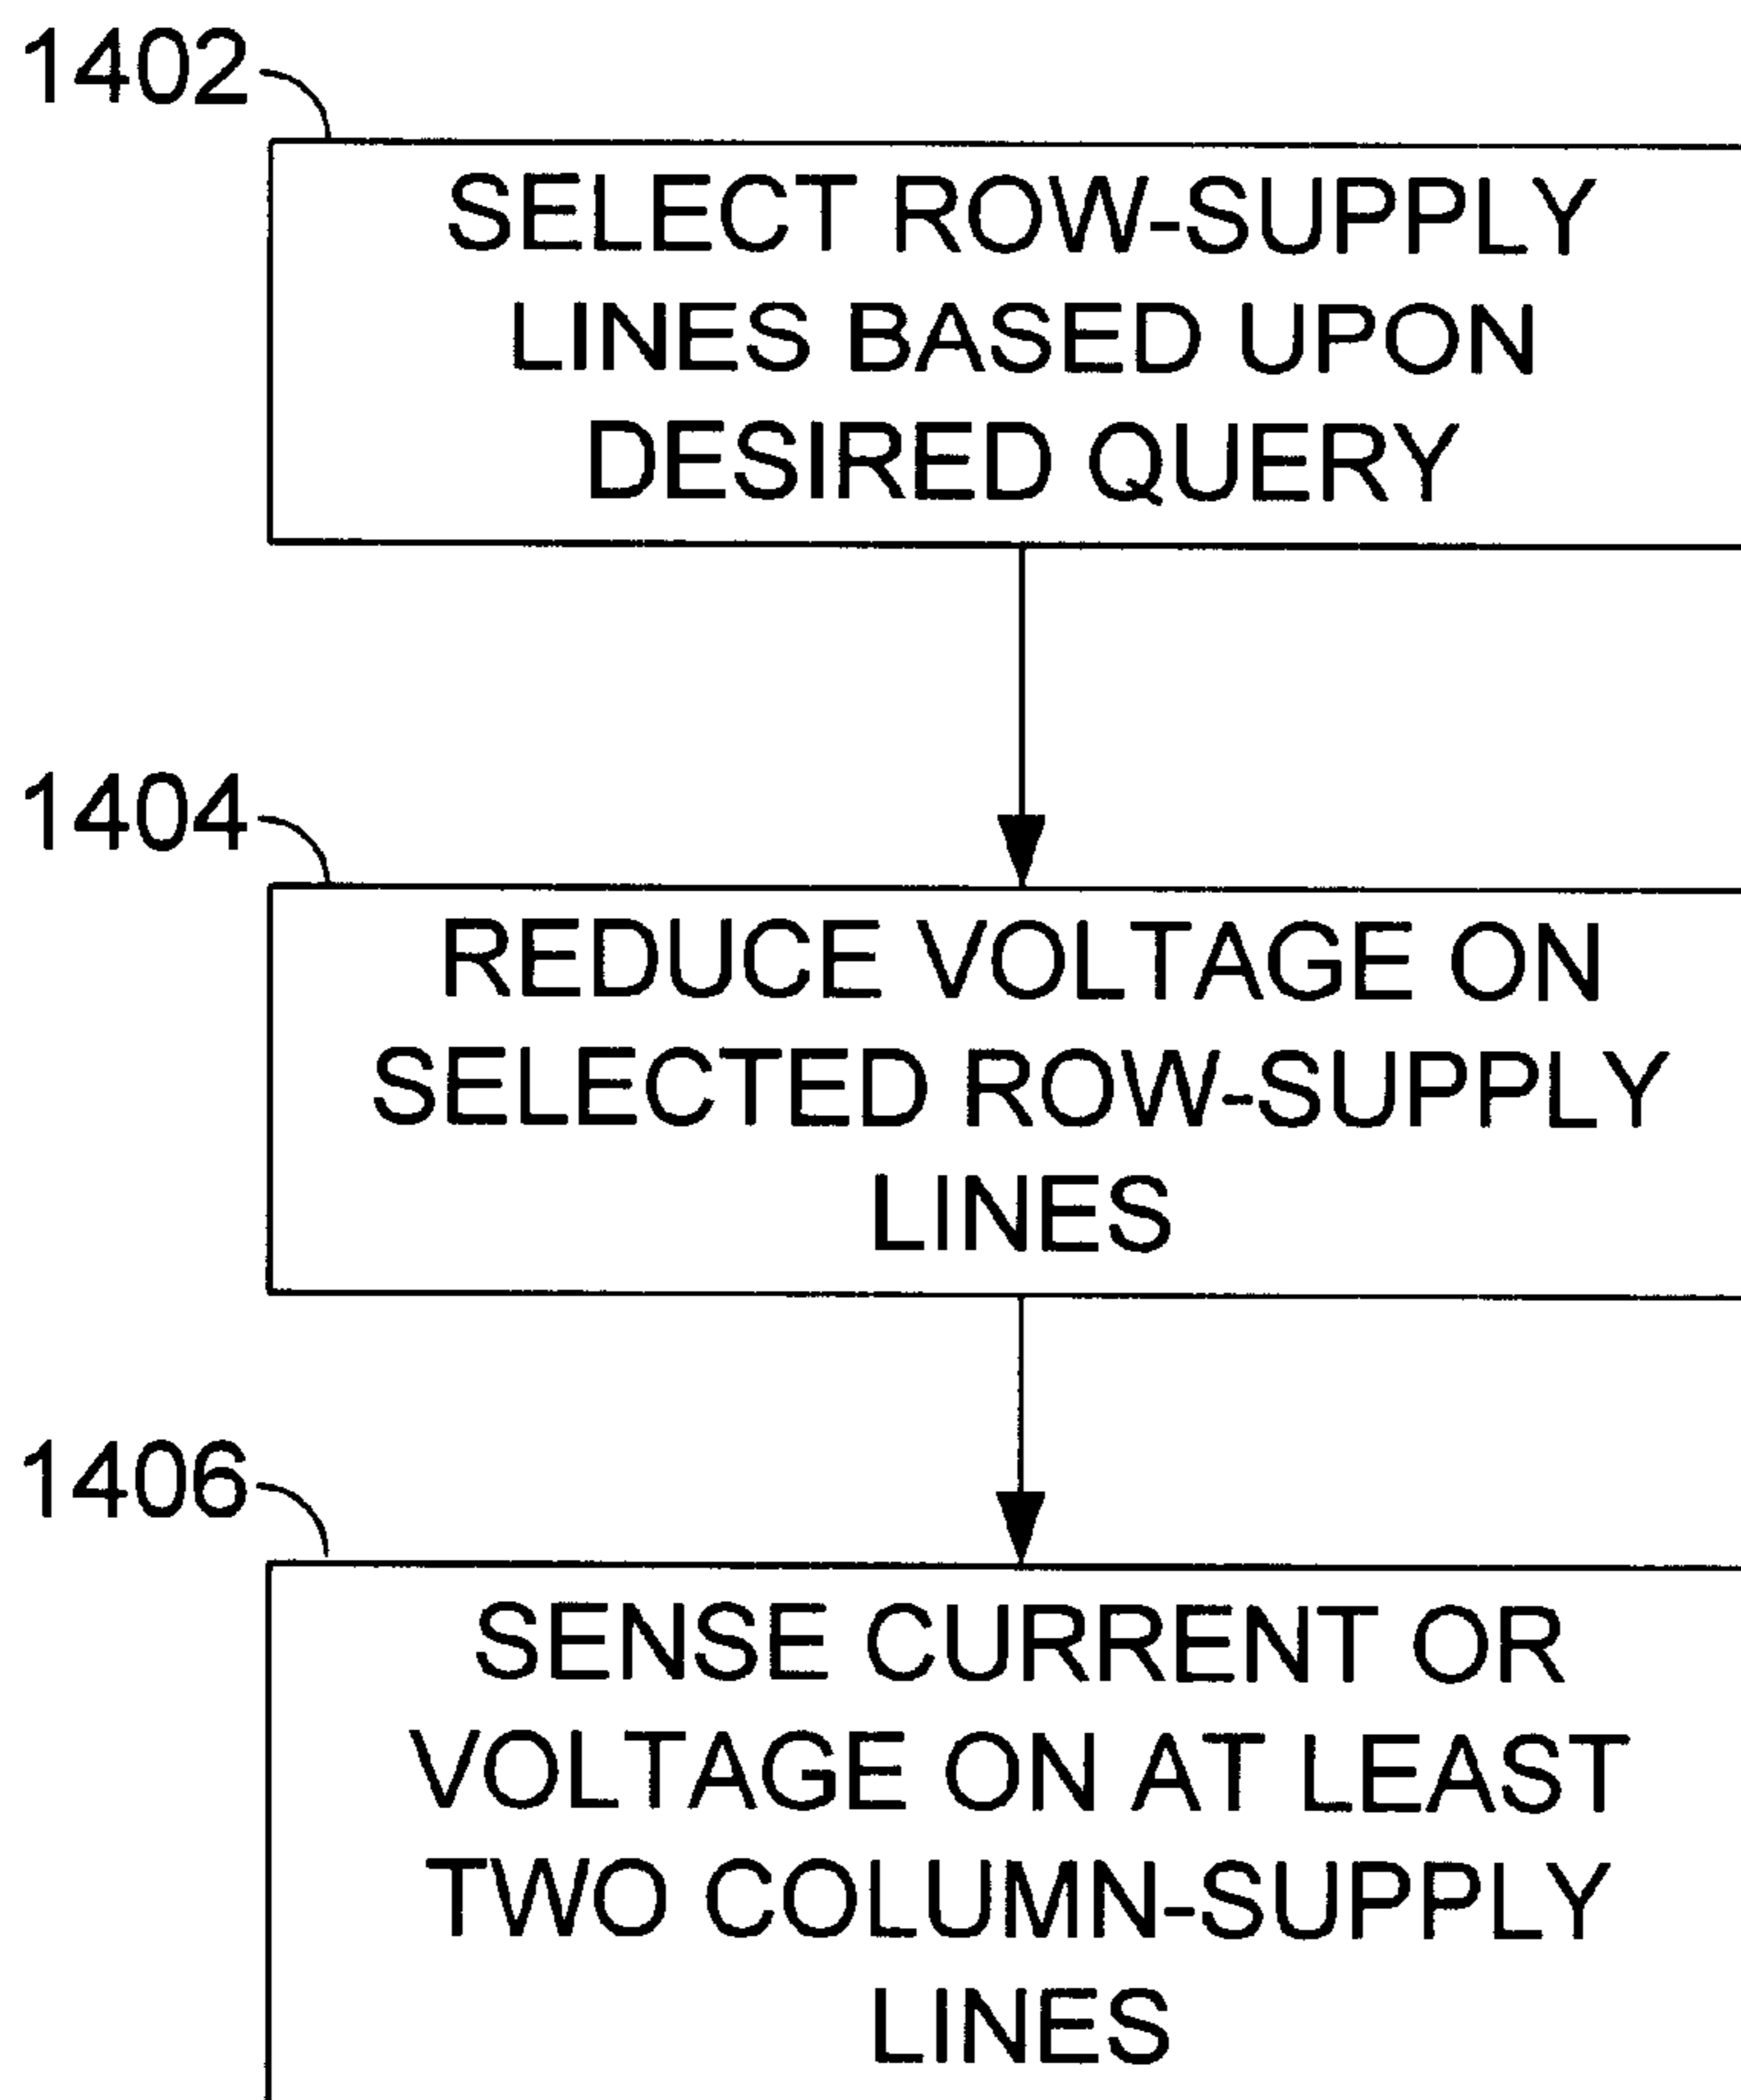 1402
SELECT ROW-SUPPLY
LINES BASED UPON
DESIRED QUERY
1404
REDUCE VOLTAGE ON
SELECTED ROW-SUPPLY
LINES
1406
SENSE CURRENT OR
VOLTAGE ON AT LEAST
TWO COLUMN-SUPPLY
LINES